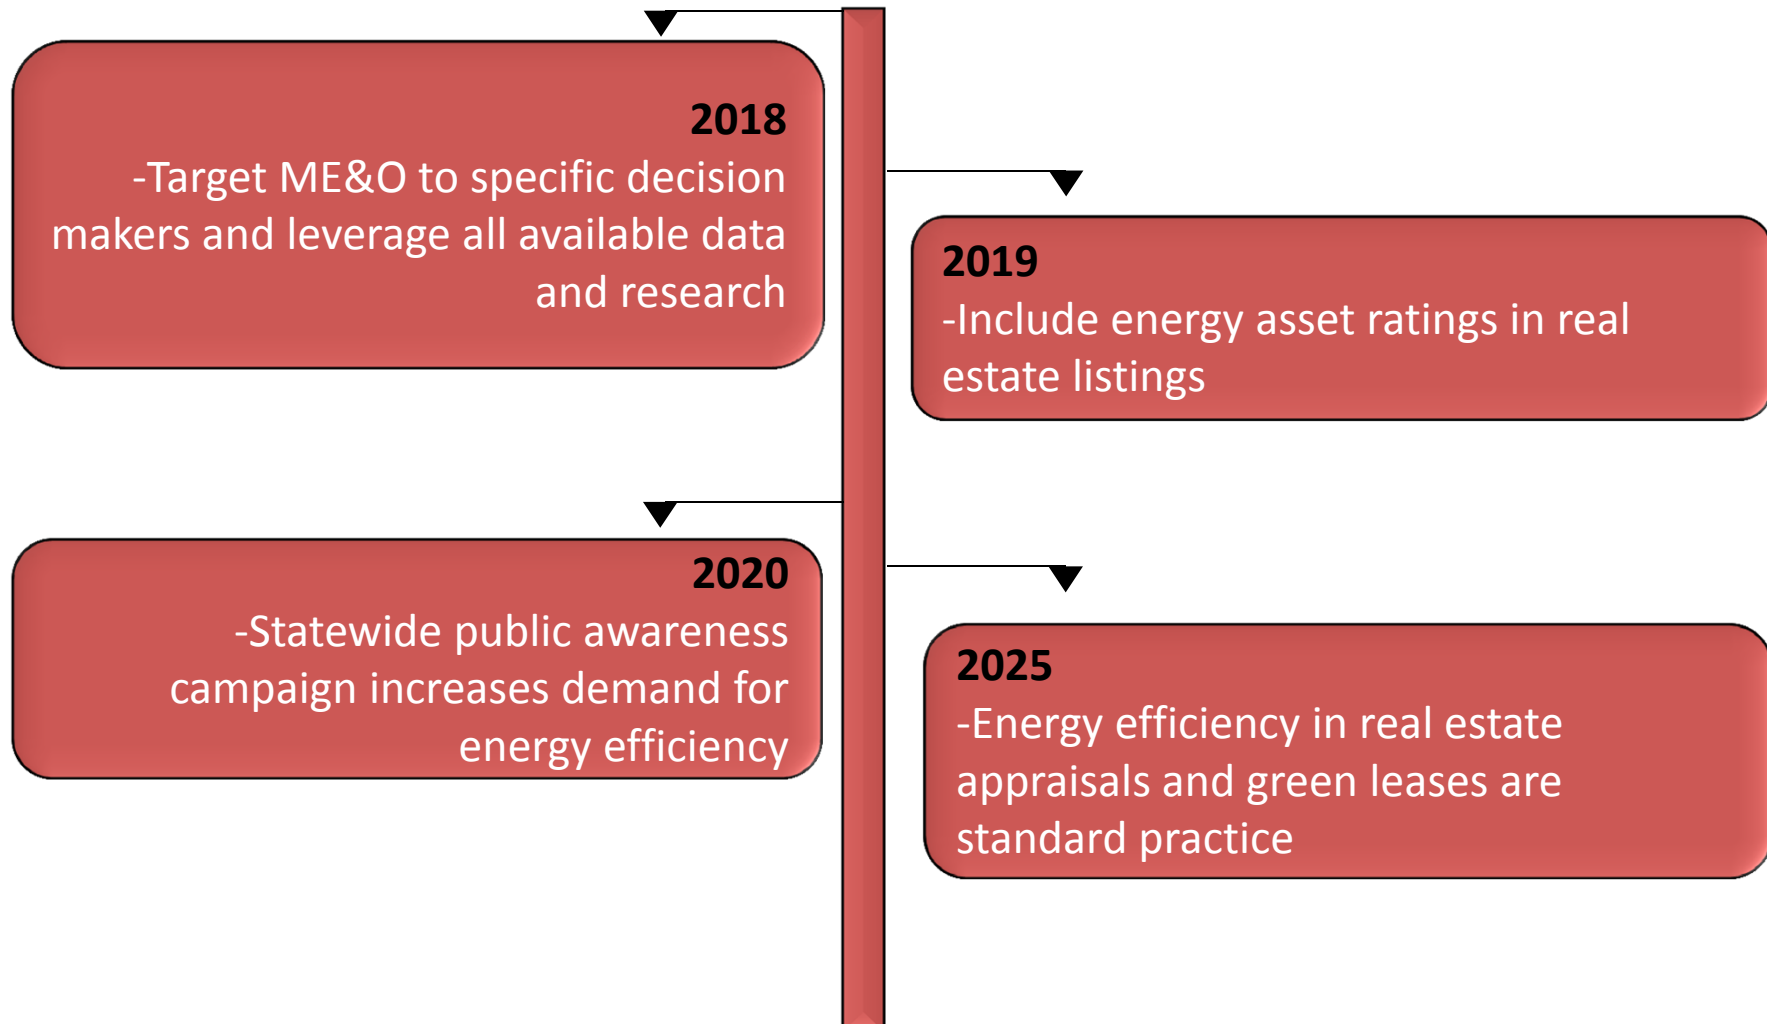 2018
-Target ME&O to specific decision
makers and leverage all available data
and research
2019
-Include energy asset ratings in real
estate listings
2020
-Statewide public awareness
campaign increases demand for
energy efficiency
2025
-Energy efficiency in real estate
appraisals and green leases are
standard practice